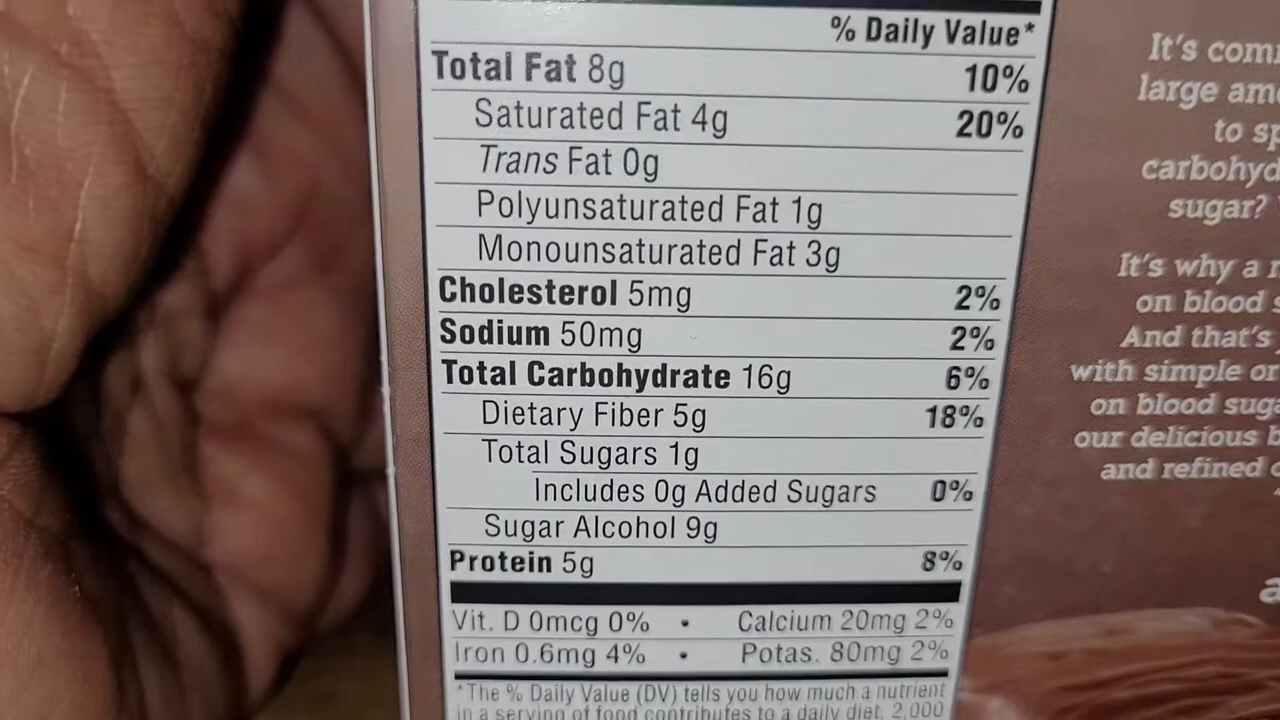 % Daily Value*
Total Fat 8g 10%
Saturated Fat 4g 20%
Trans Fat 0g
Polyunsaturated Fat 1g
Monounsaturated Fat 3g
Cholesterol 5mg 2%
Sodium 50mg 2%
Total Carbohydrate 16g 6%
Dietary Fiber 5g 18%
Total Sugars 1g
Includes 0g Added Sugars 0%
Sugar Alcohol 9g
Protein 5g 8%
Vit. D 0mcg 0% • Calcium 20mg 2%
Iron 0.6mg 4% • Potas. 80mg 2%
*The % Daily Value (DV) tells you how much a nutrient
in a serving of food contributes to a daily diet. 2,000
It's
large
to
sugar?
It's why a
on blood
And that's
with simple or
on blood
our delicious
and refined